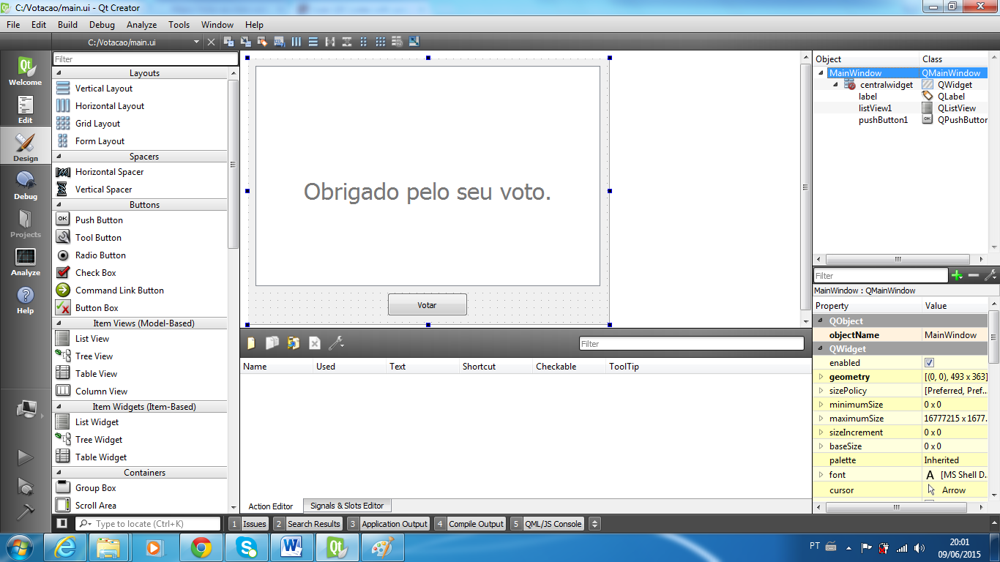 C:/Votacao/main.ui - Qt Creator
File Edit Build Debug Analyze Tools Window Help
C:/Votacao/main.ui
Welcome
Edit
Design
Debug
Projects
Analyze
Help
Filter
Layouts
Vertical Layout
Horizontal Layout
Grid Layout
Form Layout
Spacers
Horizontal Spacer
Vertical Spacer
Buttons
OK Push Button
Tool Button
Radio Button
Check Box
Command Link Button
Button Box
Item Views (Model-Based)
List View
Tree View
Table View
Column View
Item Widgets (Item-Based)
List Widget
Tree Widget
Table Widget
Containers
Group Box
Scroll Area
Obrigado pelo seu voto.
Votar
Filter
Name Used Text Shortcut Checkable ToolTip
Action Editor Signals & Slots Editor
Object Class
MainWindow QMainWindow
centralwidget QWidget
label QLabel
listView1 QListView
pushButton1 OK QPushButton
Filter
MainWindow : QMainWindow
Property Value
QObject
objectName MainWindow
QWidget
enabled
geometry [(0, 0), 493 x 363]
sizePolicy [Preferred, Pref...
minimumSize 0 x 0
maximumSize 16777215 x 1677...
sizeIncrement 0 x 0
baseSize 0 x 0
palette Inherited
font A [MS Shell D...
cursor Arrow
Type to locate (Ctrl+K) 1 Issues 2 Search Results 3 Application Output 4 Compile Output 5 QML/JS Console
PT 20:01
09/06/2015